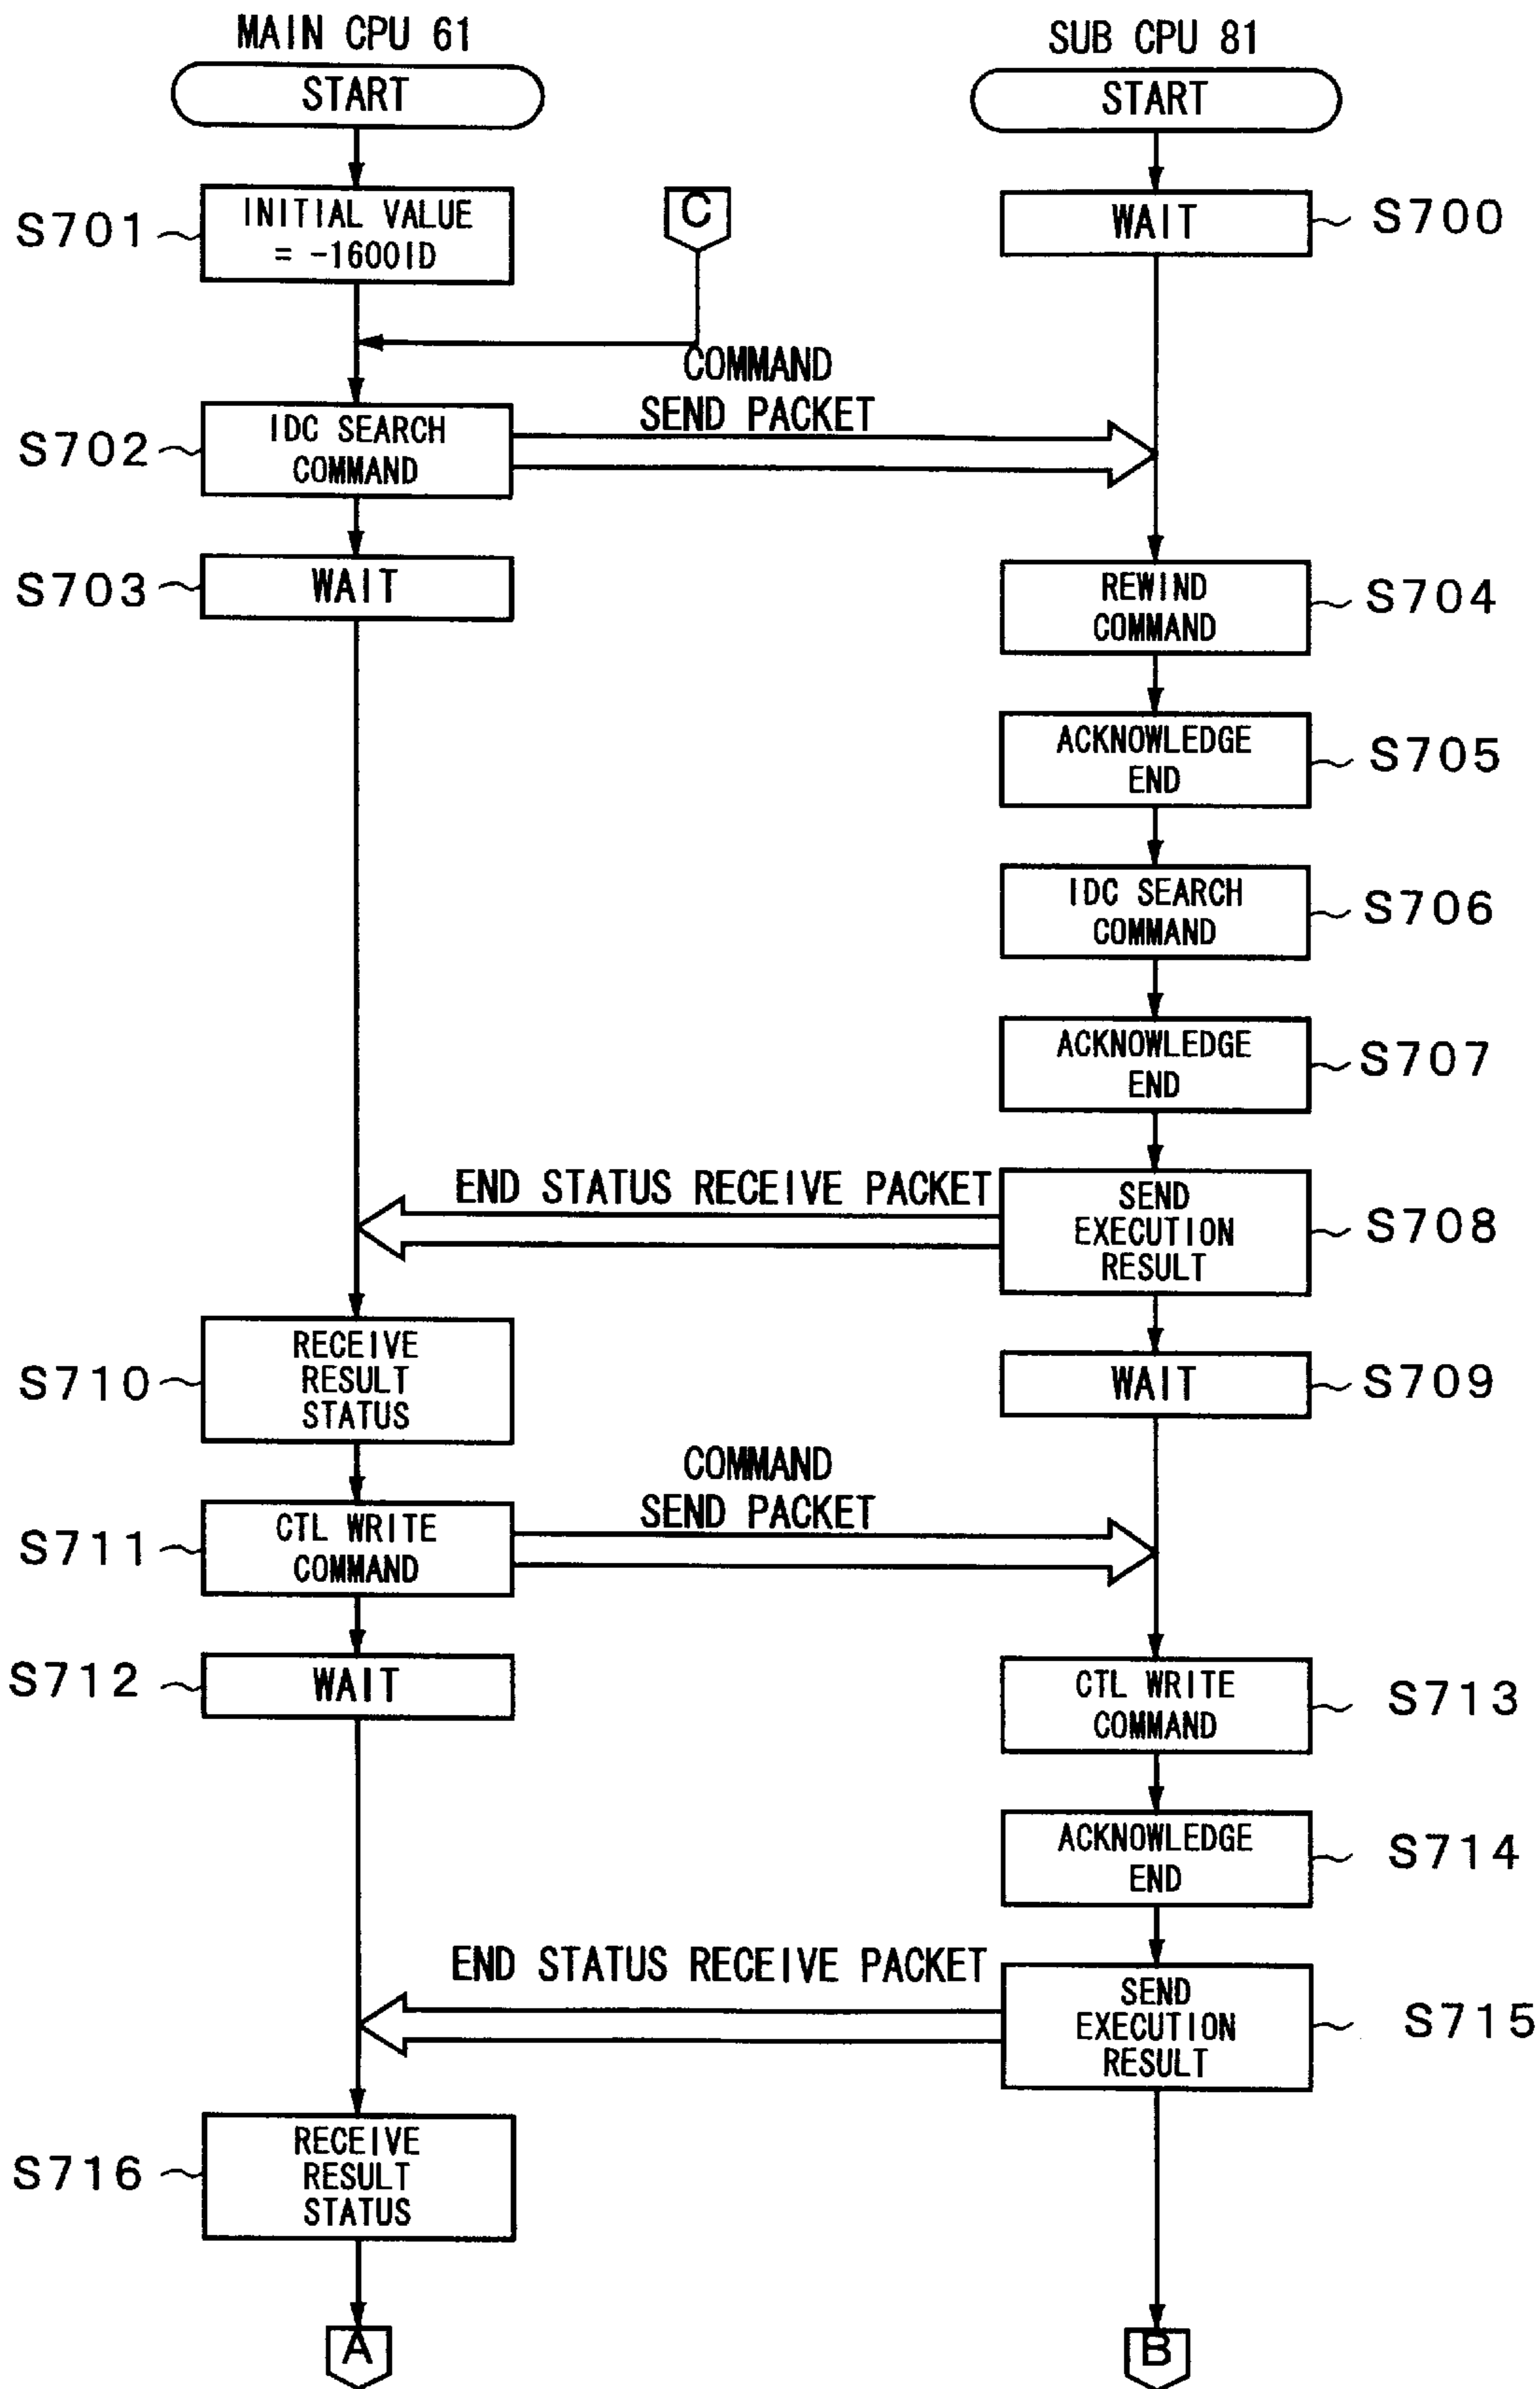 MAIN CPU 61
SUB CPU 81
START
START
S701
INITIAL VALUE
= -1600ID
C
WAIT
S700
COMMAND
SEND PACKET
S702
IDC SEARCH
COMMAND
S703
WAIT
REWIND
COMMAND
S704
ACKNOWLEDGE
END
S705
IDC SEARCH
COMMAND
S706
ACKNOWLEDGE
END
S707
END STATUS RECEIVE PACKET
SEND
EXECUTION
RESULT
S708
S710
RECEIVE
RESULT
STATUS
WAIT
S709
COMMAND
SEND PACKET
S711
CTL WRITE
COMMAND
S712
WAIT
CTL WRITE
COMMAND
S713
ACKNOWLEDGE
END
S714
END STATUS RECEIVE PACKET
SEND
EXECUTION
RESULT
S715
S716
RECEIVE
RESULT
STATUS
A
B